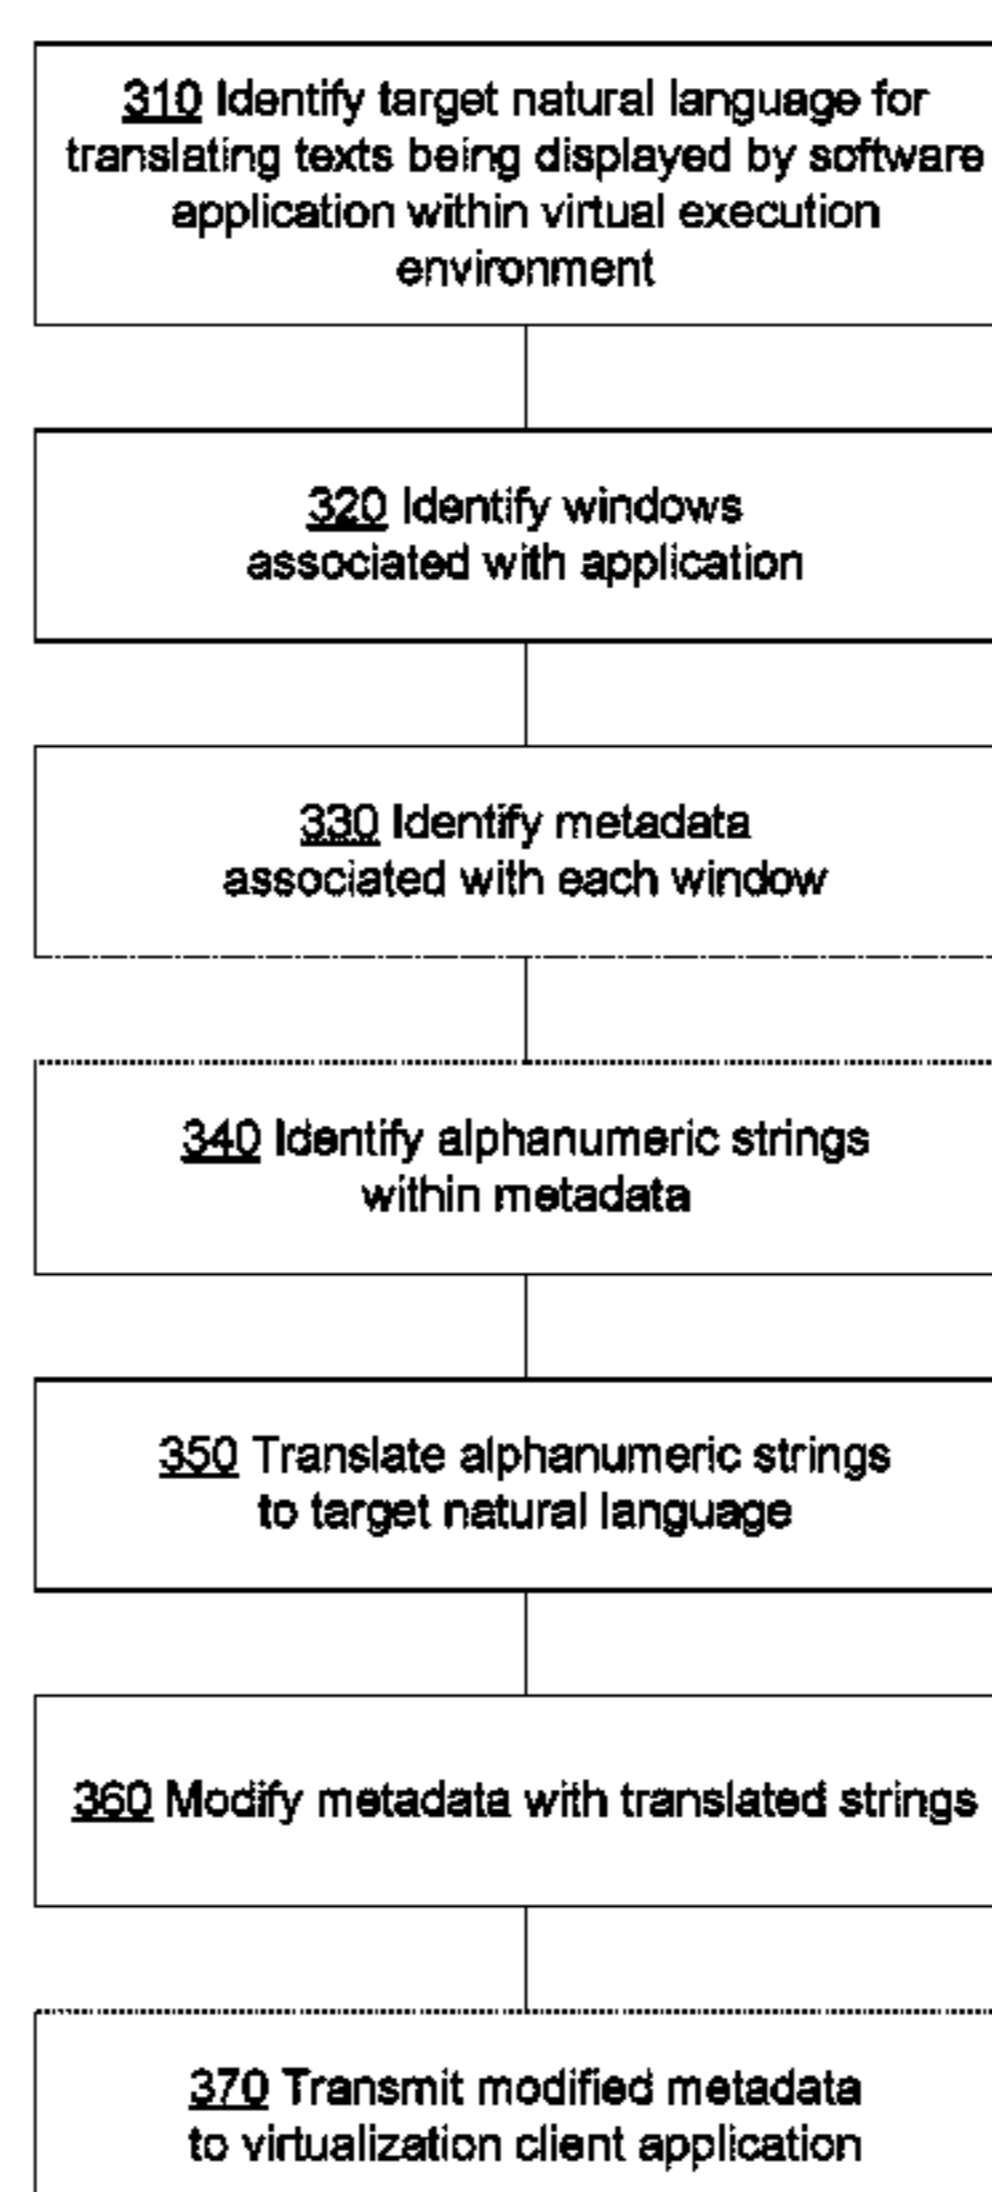 310 Identify target natural language for
translating texts being displayed by software
application within virtual execution
environment
320 Identify windows
associated with application
330 Identify metadata
associated with each window
340 Identify alphanumeric strings
within metadata
350 Translate alphanumeric strings
to target natural language
360 Modify metadata with translated strings
370 Transmit modified metadata
to virtualization client application